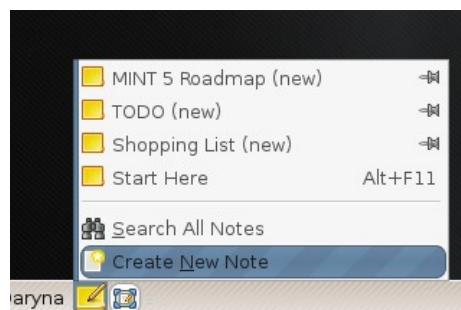 MINT 5 Roadmap (new)
TODO (new)
Shopping List (new)
Start Here Alt+F11
Search All Notes
Create New Note
aryna